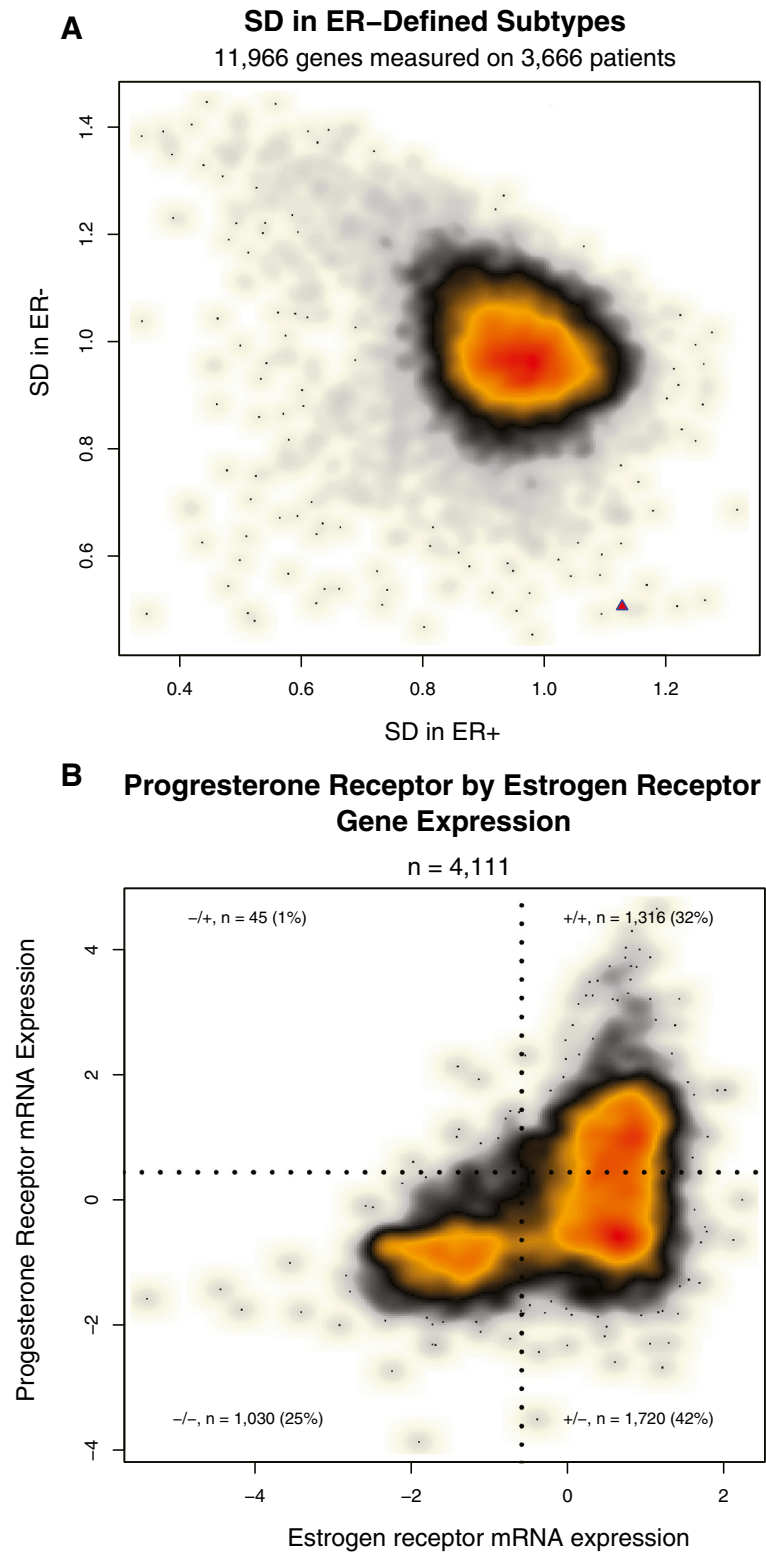 A
SD in ER–Defined Subtypes
11,966 genes measured on 3,666 patients
SD in ER-
1.4
1.2
1.0
0.8
0.6
0.4 0.6 0.8 1.0 1.2
SD in ER+
B
Progresterone Receptor by Estrogen Receptor
Gene Expression
n = 4,111
–/+, n = 45 (1%)
+/+, n = 1,316 (32%)
Progesterone Receptor mRNA Expression
4
2
0
–2
–4
–/–, n = 1,030 (25%)
+/–, n = 1,720 (42%)
–4 –2 0 2
Estrogen receptor mRNA expression